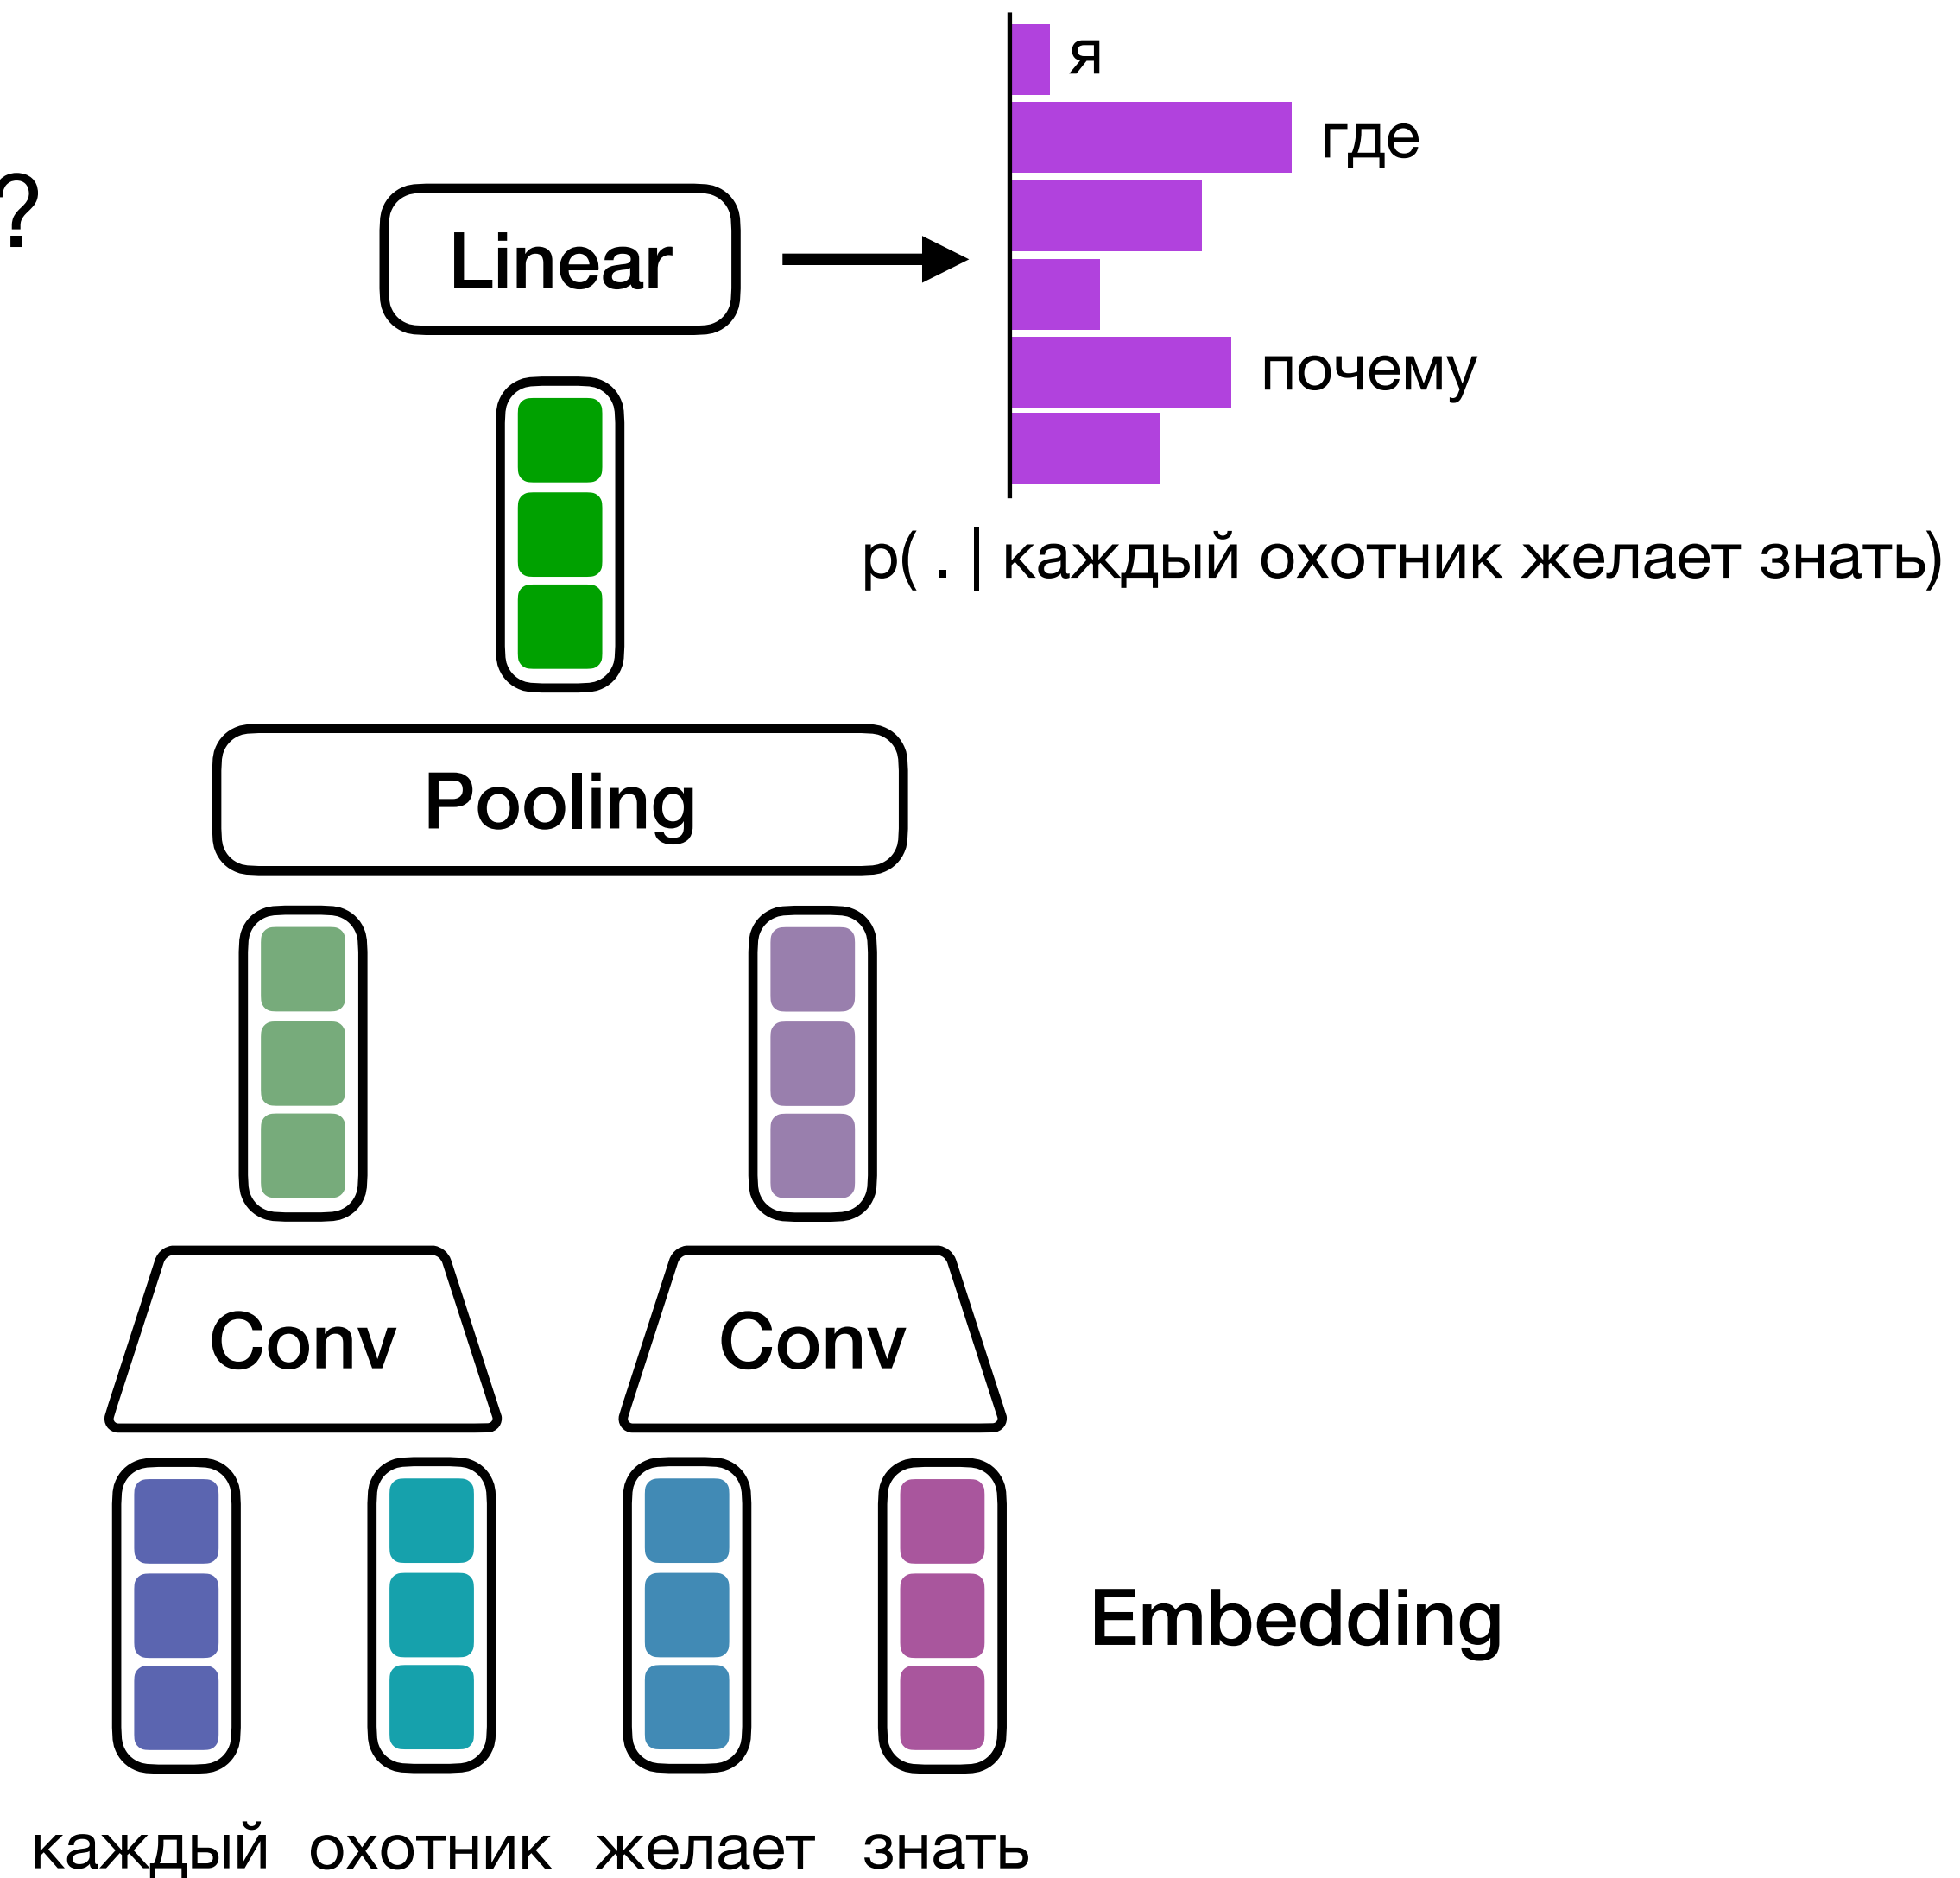 я
где
?
Linear
почему
p( . | каждый охотник желает знать)
Pooling
Conv Conv
Embedding
каждый охотник желает знать